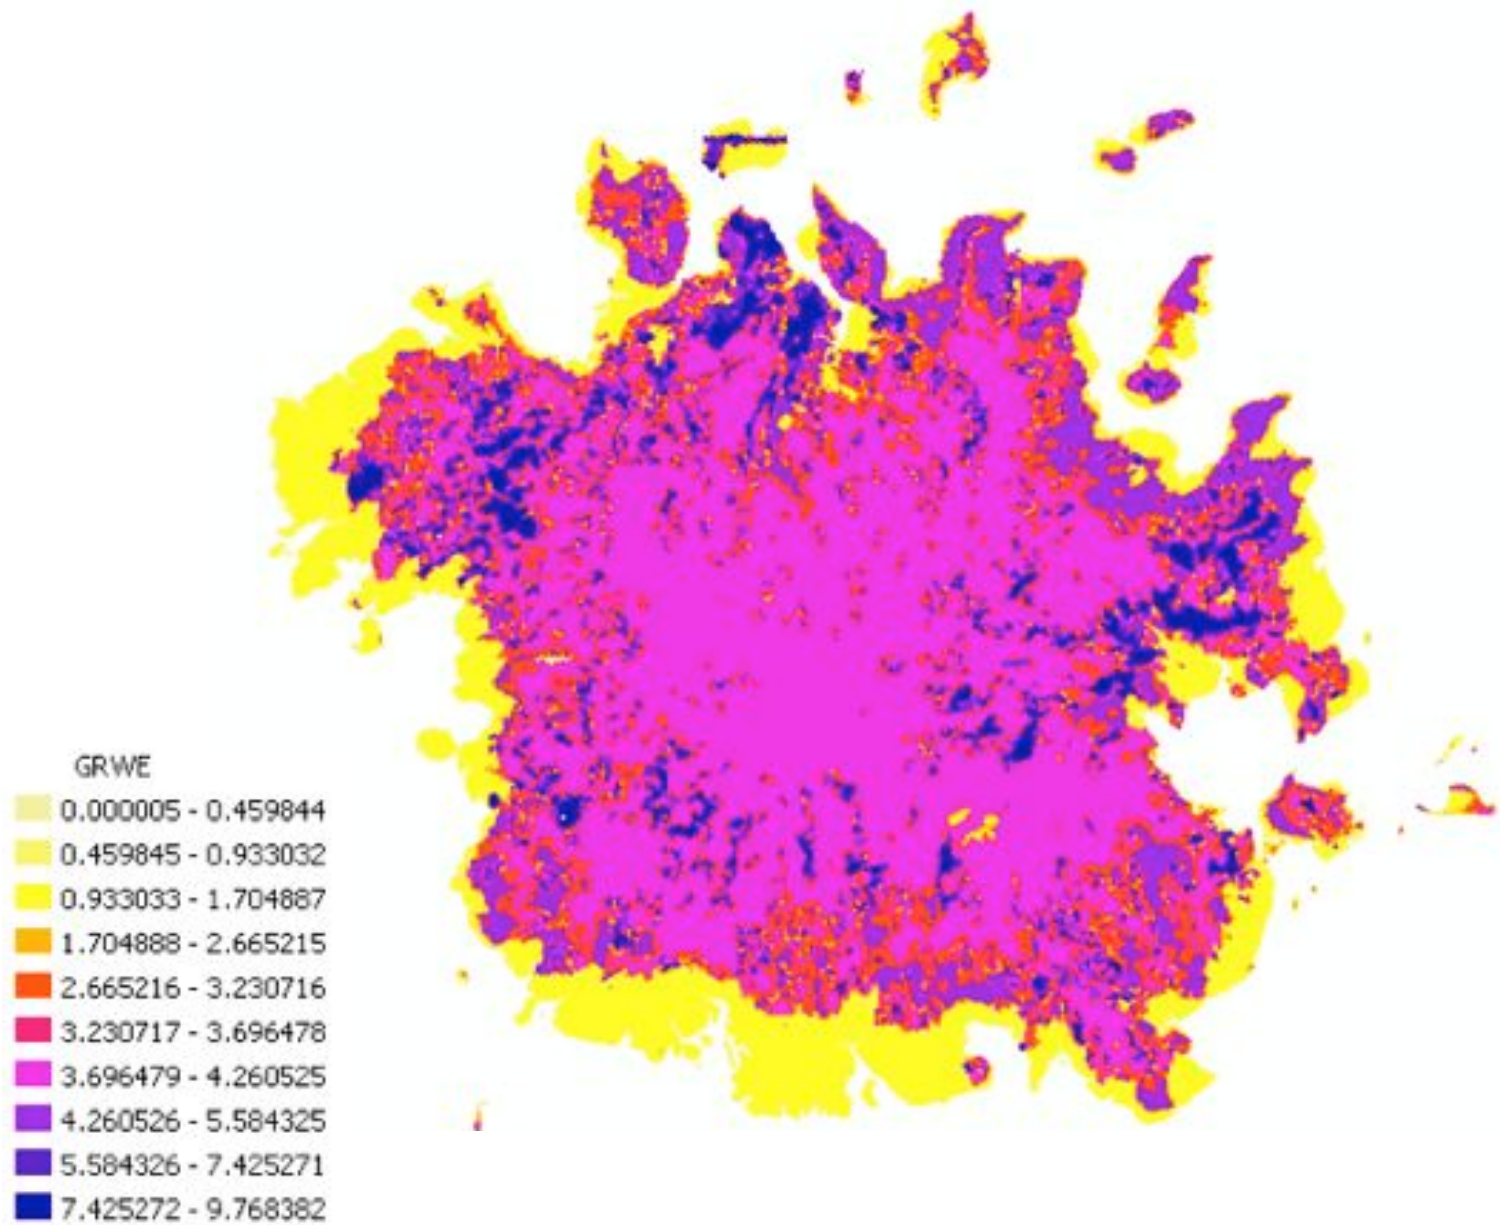 GRWE
0.000005 - 0.459844
0.459845 - 0.933032
0.933033 - 1.704887
1.704888 - 2.665215
2.665216 - 3.230716
3.230717 - 3.696478
3.696479 - 4.260525
4.260526 - 5.584325
5.584326 - 7.425271
7.425272 - 9.768382